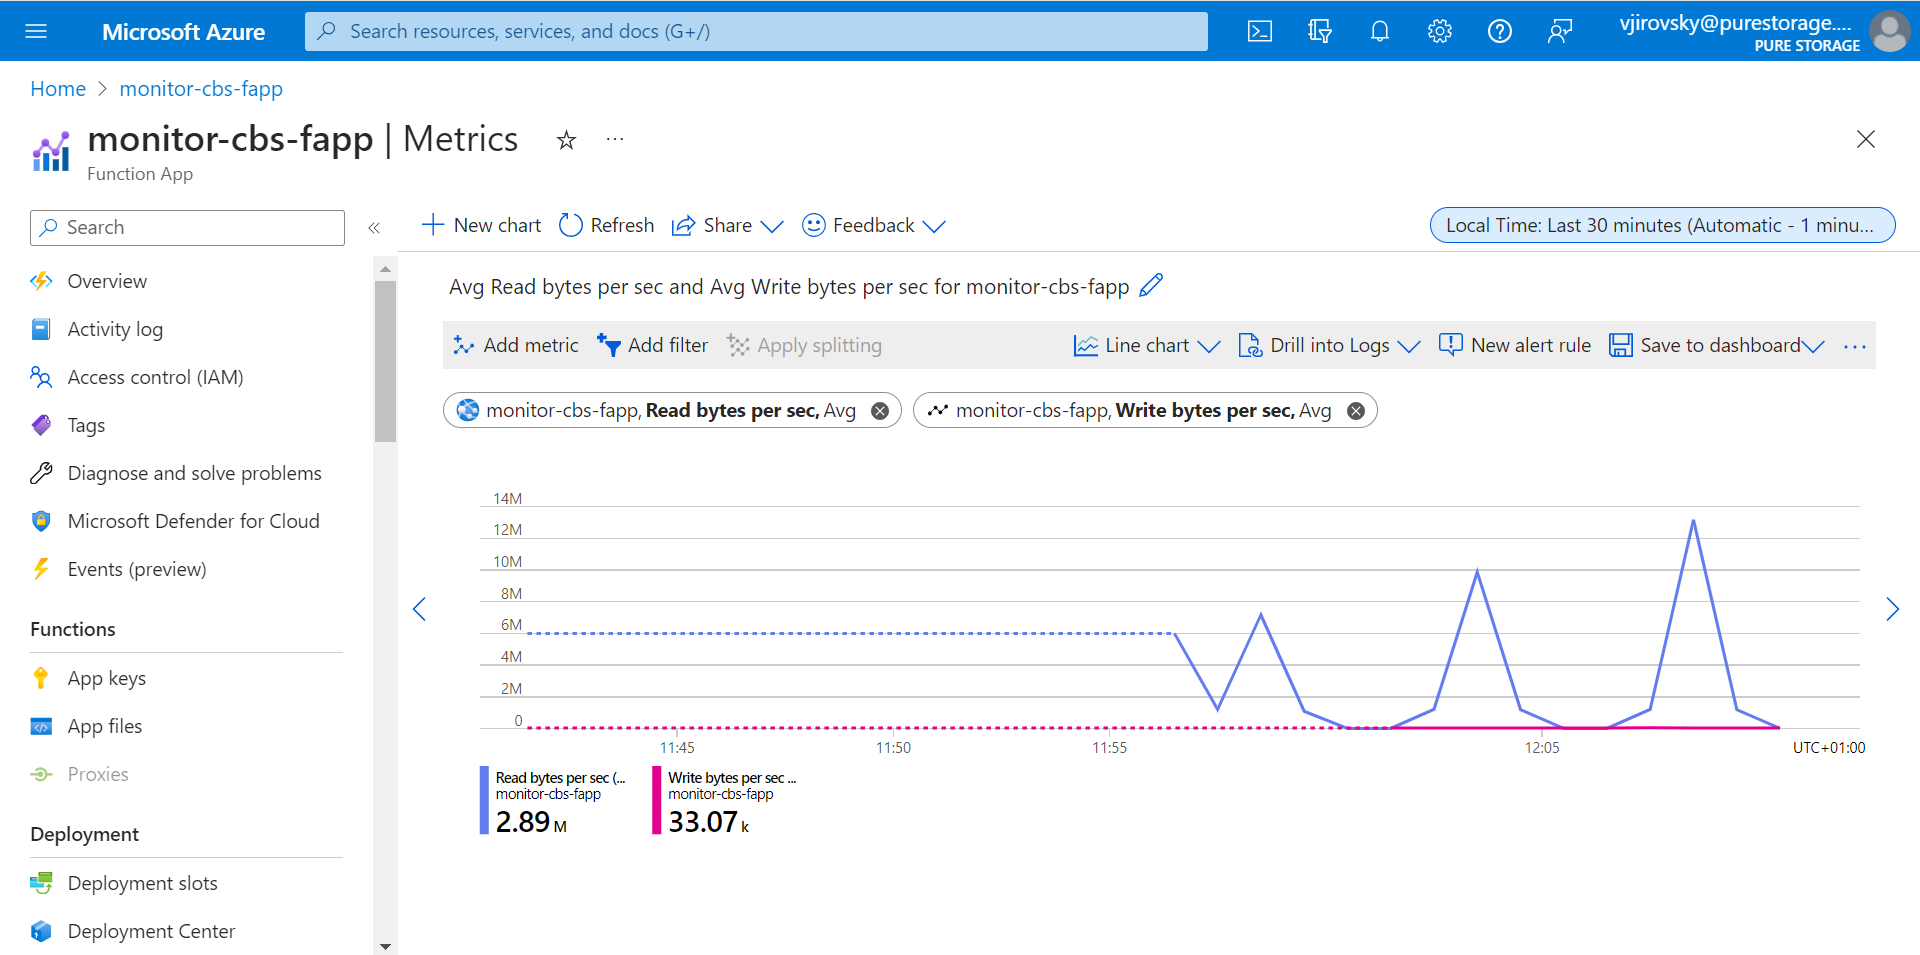 Microsoft Azure
Search resources, services, and docs (G+/)
vjirovsky@purestorage....
PURE STORAGE
Home > monitor-cbs-fapp
monitor-cbs-fapp | Metrics
Function App
Search
«
New chart
Refresh
Share
Feedback
Local Time: Last 30 minutes (Automatic - 1 minu...
Overview
Activity log
Access control (IAM)
Tags
Diagnose and solve problems
Microsoft Defender for Cloud
Events (preview)
Functions
App keys
App files
Proxies
Deployment
Deployment slots
Deployment Center
Avg Read bytes per sec and Avg Write bytes per sec for monitor-cbs-fapp
Add metric
Add filter
Apply splitting
Line chart
Drill into Logs
New alert rule
Save to dashboard
monitor-cbs-fapp, Read bytes per sec, Avg
monitor-cbs-fapp, Write bytes per sec, Avg
14M
12M
10M
8M
6M
4M
2M
0
11:45
11:50
11:55
12:05
UTC+01:00
Read bytes per sec (...
monitor-cbs-fapp
2.89 M
Write bytes per sec ...
monitor-cbs-fapp
33.07 k